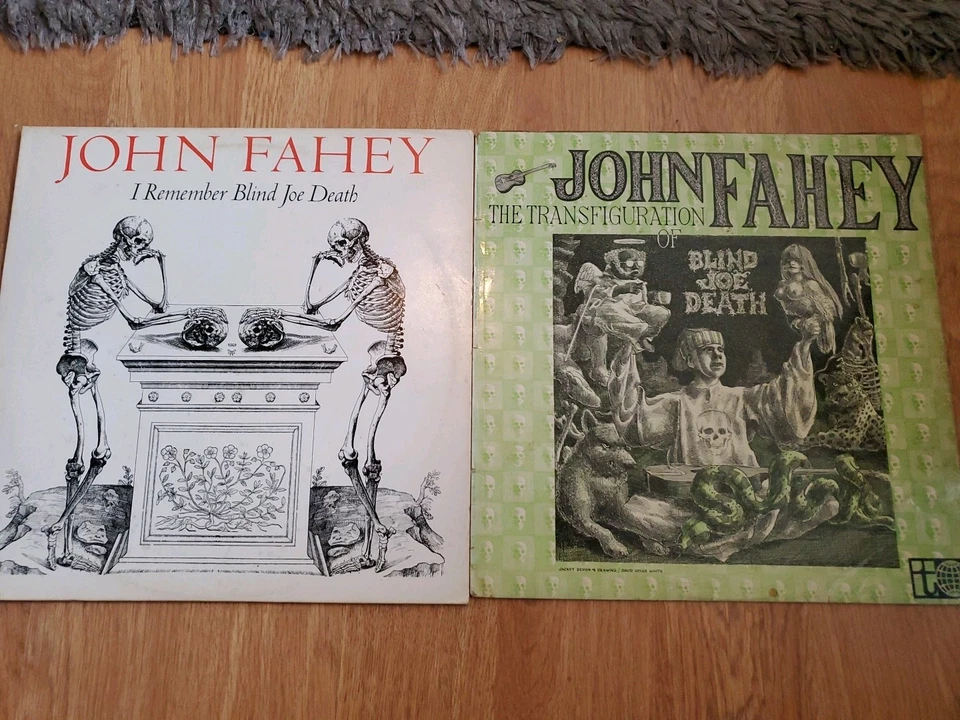 JOHN FAHEY
I Remember Blind Joe Death
JOHN FAHEY
THE TRANSFIGURATION
OF
BLIND
JOE
DEATH